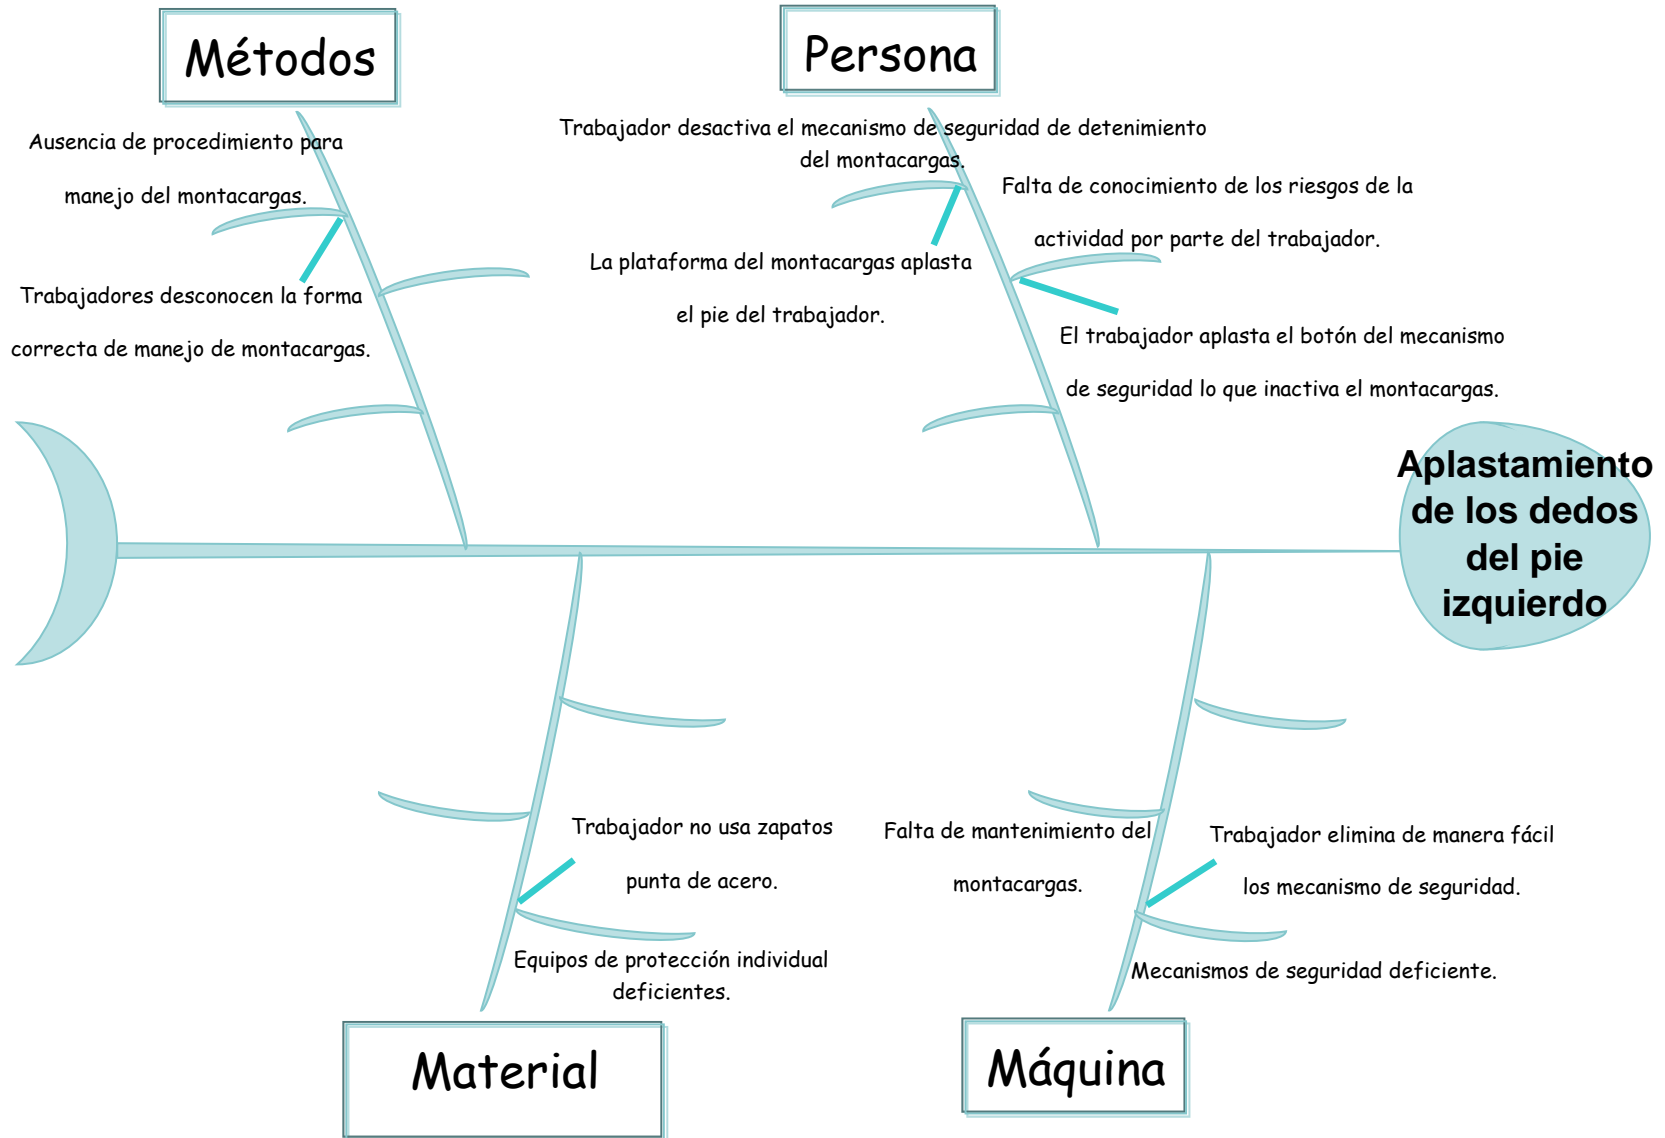 Métodos
Persona
Ausencia de procedimiento para
manejo del montacargas.
Trabajadores desconocen la forma
correcta de manejo de montacargas.
Trabajador desactiva el mecanismo de seguridad de detenimiento
del montacargas.
La plataforma del montacargas aplasta
el pie del trabajador.
Falta de conocimiento de los riesgos de la
actividad por parte del trabajador.
El trabajador aplasta el botón del mecanismo
de seguridad lo que inactiva el montacargas.
Aplastamiento
de los dedos
del pie
izquierdo
Trabajador no usa zapatos
punta de acero.
Equipos de protección individual
deficientes.
Falta de mantenimiento del
montacargas.
Trabajador elimina de manera fácil
los mecanismo de seguridad.
Mecanismos de seguridad deficiente.
Material
Máquina